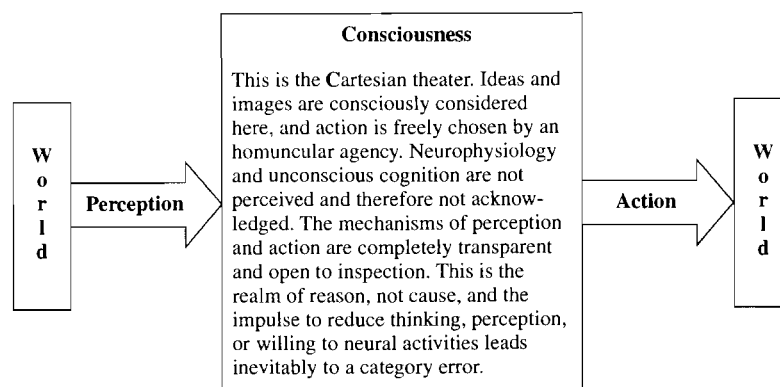 Consciousness
This is the Cartesian theater. Ideas and
images are consciously considered
here, and action is freely chosen by an
homuncular agency. Neurophysiology
and unconscious cognition are not
perceived and therefore not acknow-
ledged. The mechanisms of perception
and action are completely transparent
and open to inspection. This is the
realm of reason, not cause, and the
impulse to reduce thinking, perception,
or willing to neural activities leads
inevitably to a category error.
World
Perception
Action
World